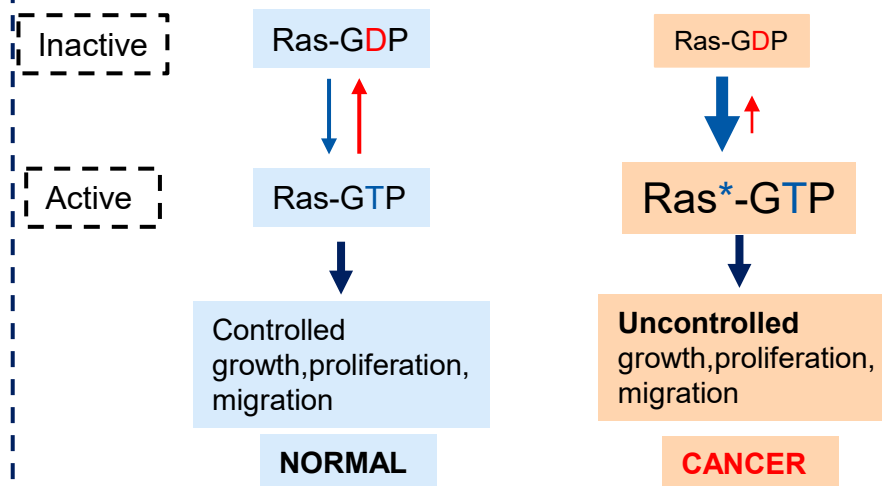 Inactive
Ras-GDP
Ras-GDP
Active
Ras-GTP
Ras*-GTP
Controlled
growth,proliferation,
migration
Uncontrolled
growth,proliferation,
migration
NORMAL
CANCER